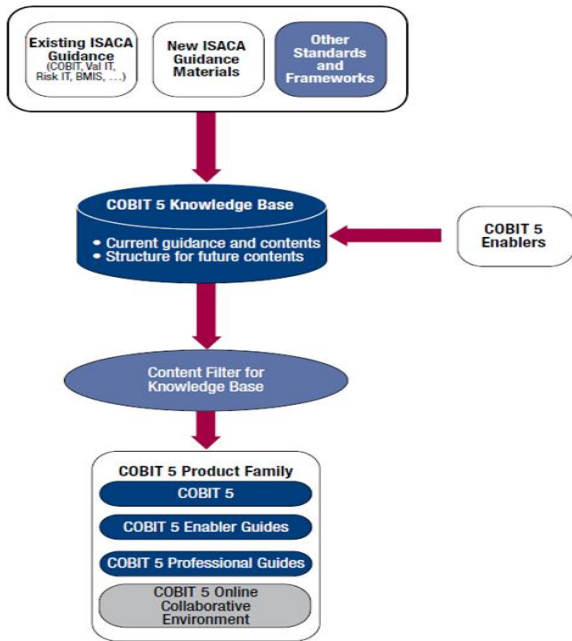 Existing ISACA
Guidance
(COBIT, Val IT,
Risk IT, BMIS, ...)
New ISACA
Guidance
Materials
Other
Standards
and
Frameworks
COBIT 5 Knowledge Base
• Current guidance and contents
• Structure for future contents
COBIT 5
Enablers
Content Filter for
Knowledge Base
COBIT 5 Product Family
COBIT 5
COBIT 5 Enabler Guides
COBIT 5 Professional Guides
COBIT 5 Online
Collaborative
Environment